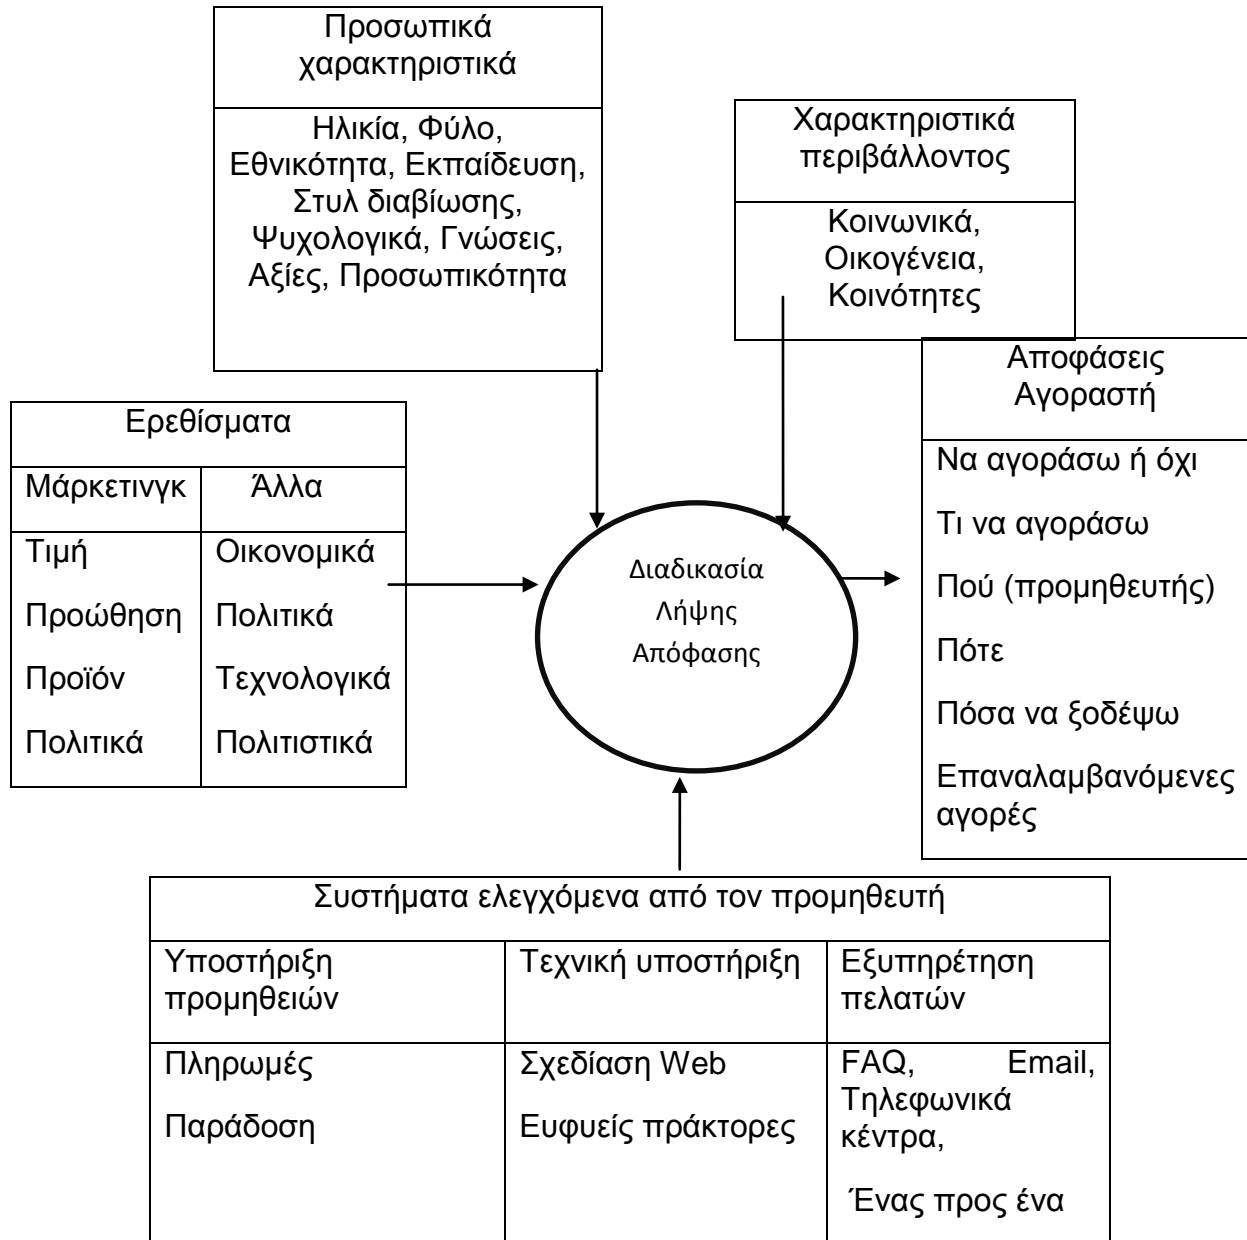 Προσωπικά
χαρακτηριστικά
Ηλικία, Φύλο,
Εθνικότητα, Εκπαίδευση,
Στυλ διαβίωσης,
Ψυχολογικά, Γνώσεις,
Αξίες, Προσωπικότητα
Χαρακτηριστικά
περιβάλλοντος
Κοινωνικά,
Οικογένεια,
Κοινότητες
Ερεθίσματα
Μάρκετινγκ
Άλλα
Τιμή
Οικονομικά
Προώθηση
Πολιτικά
Προϊόν
Τεχνολογικά
Πολιτικά
Πολιτιστικά
Διαδικασία
Λήψης
Απόφασης
Αποφάσεις
Αγοραστή
Να αγοράσω ή όχι
Τι να αγοράσω
Πού (προμηθευτής)
Πότε
Πόσα να ξοδέψω
Επαναλαμβανόμενες
αγορές
Συστήματα ελεγχόμενα από τον προμηθευτή
Υποστήριξη
προμηθειών
Τεχνική υποστήριξη
Εξυπηρέτηση
πελατών
Πληρωμές
Παράδοση
Σχεδίαση Web
Ευφυείς πράκτορες
FAQ, Email,
Τηλεφωνικά
κέντρα,
Ένας προς ένα